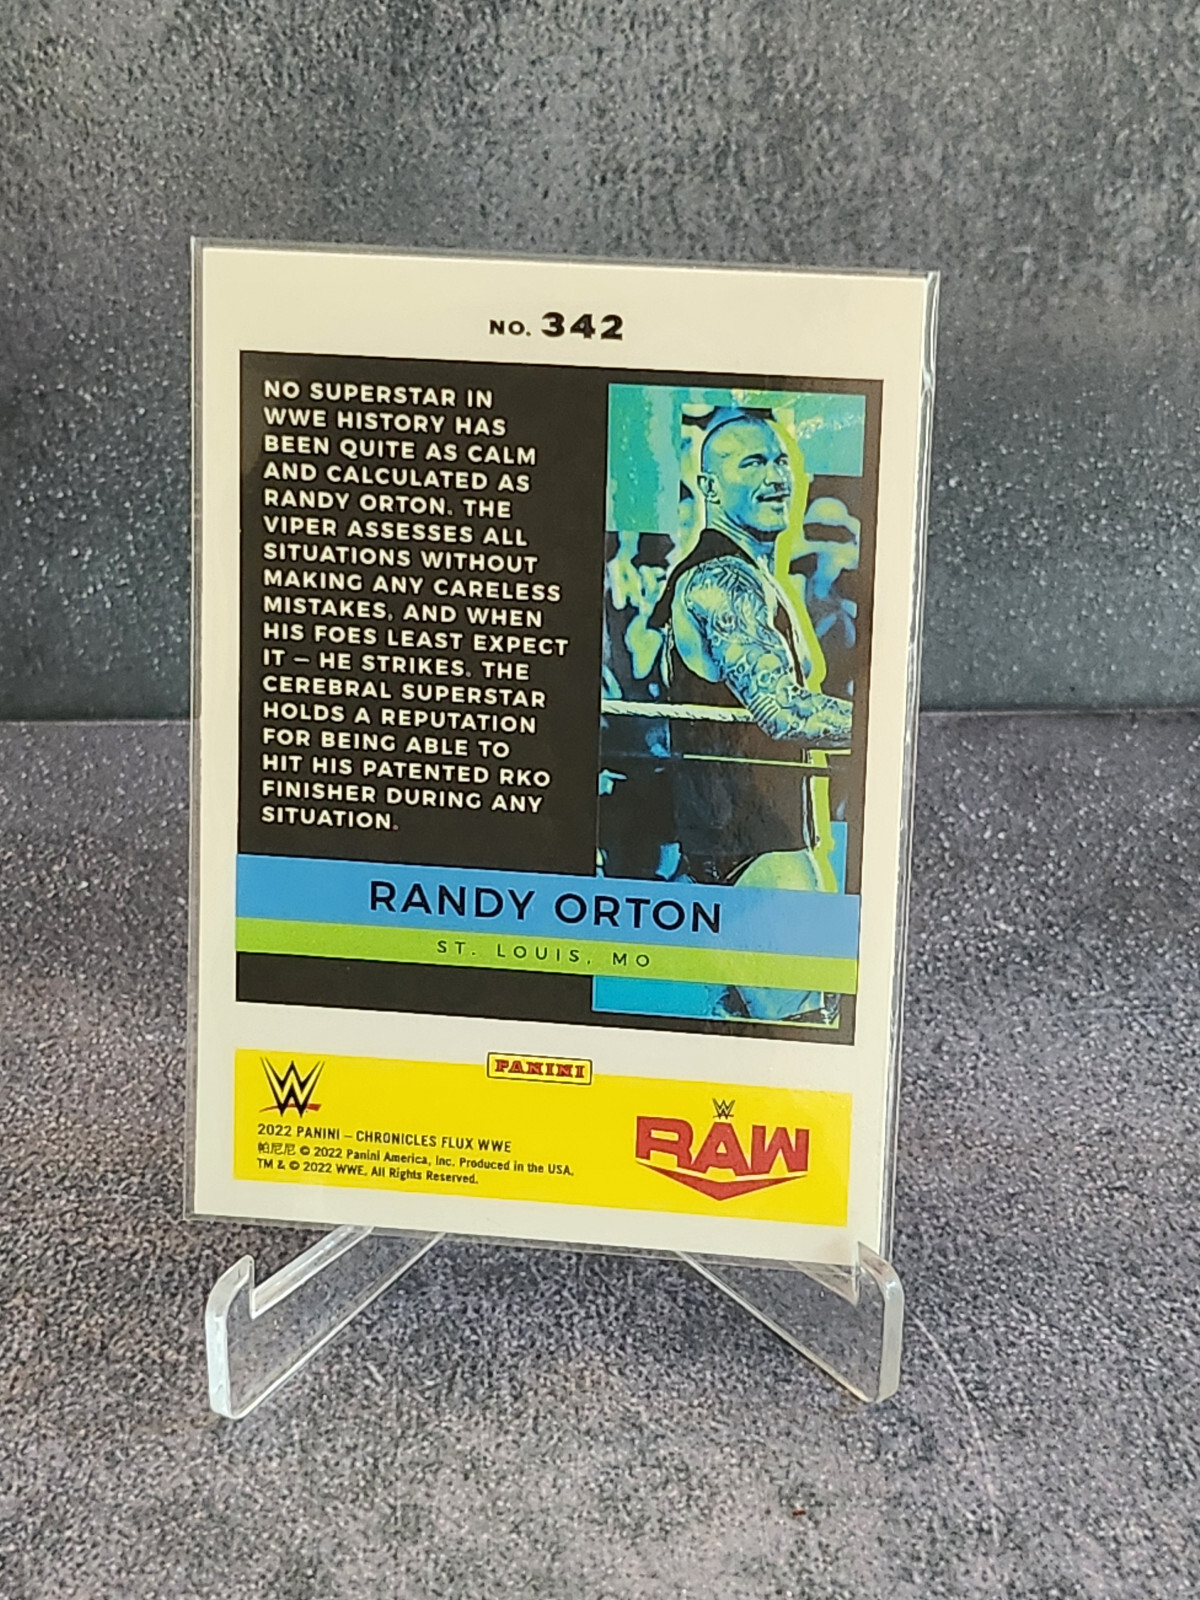 NO. 342
NO SUPERSTAR IN
WWE HISTORY HAS
BEEN QUITE AS CALM
AND CALCULATED AS
RANDY ORTON. THE
VIPER ASSESSES ALL
SITUATIONS WITHOUT
MAKING ANY CARELESS
MISTAKES, AND WHEN
HIS FOES LEAST EXPECT
IT – HE STRIKES. THE
CEREBRAL SUPERSTAR
HOLDS A REPUTATION
FOR BEING ABLE TO
HIT HIS PATENTED RKO
FINISHER DURING ANY
SITUATION.
RANDY ORTON
ST. LOUIS, MO
PANINI
W
2022 PANINI – CHRONICLES FLUX WWE
帕尼尼 © 2022 Panini America, Inc. Produced in the USA.
TM & © 2022 WWE. All Rights Reserved.
W
RAW